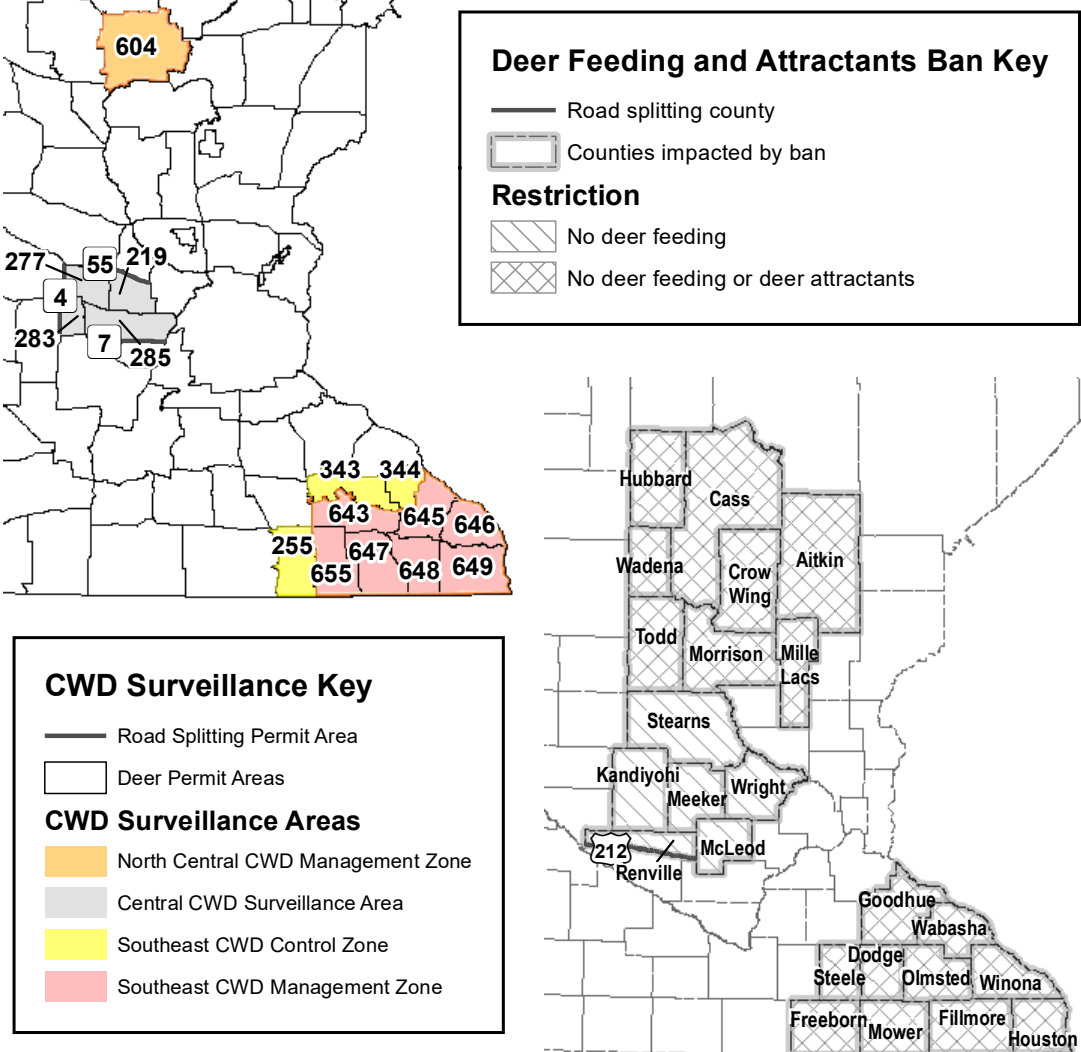 604
277
55
219
4
283
7
285
343
344
643
645
646
255
647
655
648
649
Deer Feeding and Attractants Ban Key
Road splitting county
Counties impacted by ban
Restriction
No deer feeding
No deer feeding or deer attractants
CWD Surveillance Key
Road Splitting Permit Area
Deer Permit Areas
CWD Surveillance Areas
North Central CWD Management Zone
Central CWD Surveillance Area
Southeast CWD Control Zone
Southeast CWD Management Zone
Hubbard
Cass
Wadena
Crow
Wing
Aitkin
Todd
Morrison
Mille
Lacs
Stearns
Kandiyohi
Meeker
Wright
212
McLeod
Renville
Goodhue
Wabasha
Dodge
Steele
Olmsted
Winona
Freeborn
Mower
Fillmore
Houston